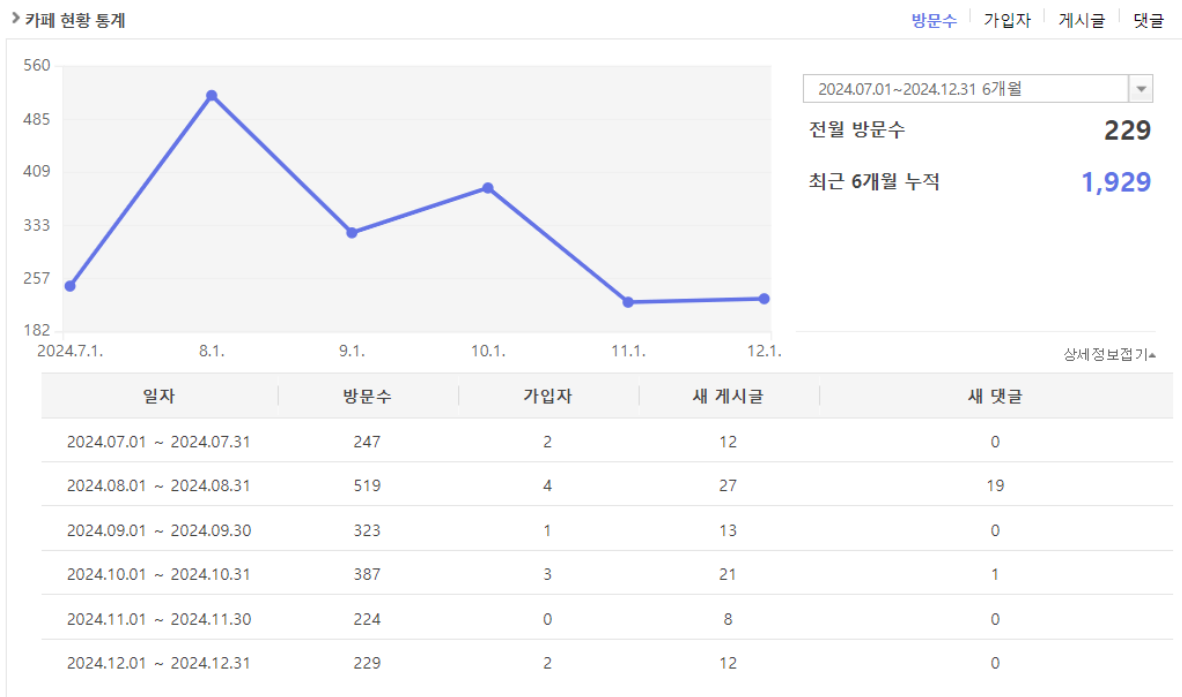 카페 현황 통계
방문수 가입자 게시글 댓글
560
485
409
333
257
182
2024.7.1. 8.1. 9.1. 10.1. 11.1. 12.1.
2024.07.01~2024.12.31 6개월
전월 방문수 229
최근 6개월 누적 1,929
상세정보접기
일자 방문수 가입자 새 게시글 새 댓글
2024.07.01 ~ 2024.07.31 247 2 12 0
2024.08.01 ~ 2024.08.31 519 4 27 19
2024.09.01 ~ 2024.09.30 323 1 13 0
2024.10.01 ~ 2024.10.31 387 3 21 1
2024.11.01 ~ 2024.11.30 224 0 8 0
2024.12.01 ~ 2024.12.31 229 2 12 0